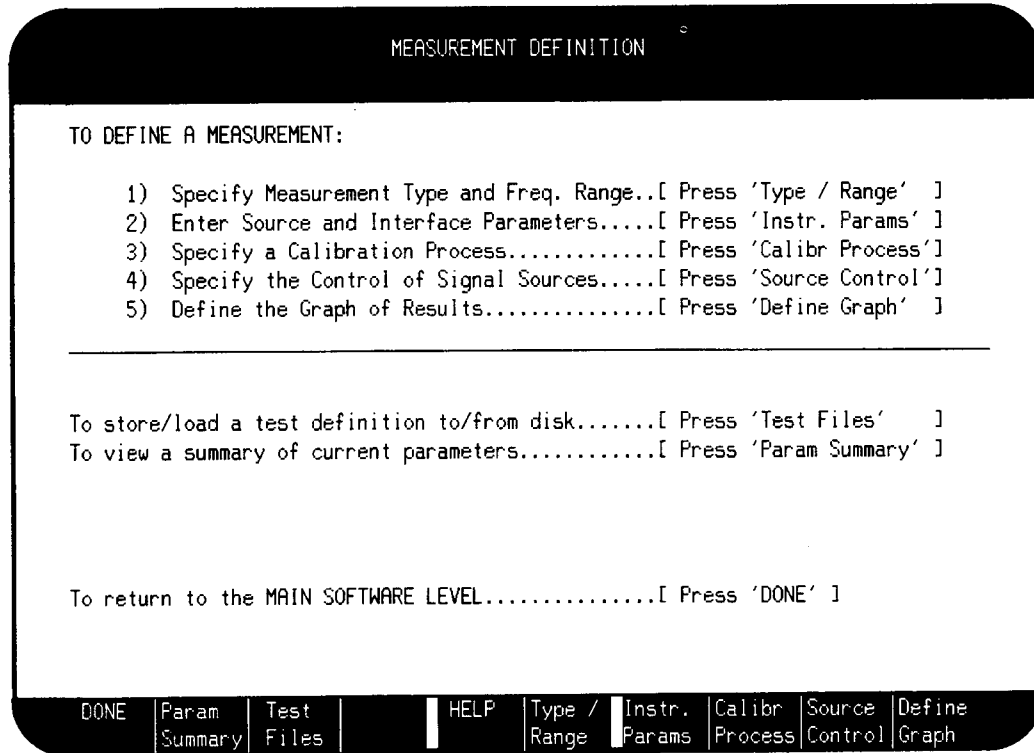 MEASUREMENT DEFINITION
TO DEFINE A MEASUREMENT:
1) Specify Measurement Type and Freq. Range..[ Press 'Type / Range' ]
2) Enter Source and Interface Parameters.....[ Press 'Instr. Params' ]
3) Specify a Calibration Process.............[ Press 'Calibr Process']
4) Specify the Control of Signal Sources.....[ Press 'Source Control']
5) Define the Graph of Results...............[ Press 'Define Graph' ]
To store/load a test definition to/from disk.......[ Press 'Test Files' ]
To view a summary of current parameters............[ Press 'Param Summary' ]
To return to the MAIN SOFTWARE LEVEL...............[ Press 'DONE' ]
DONE Param Test HELP Type / Instr. Calibr Source Define
Summary Files Range Params Process Control Graph